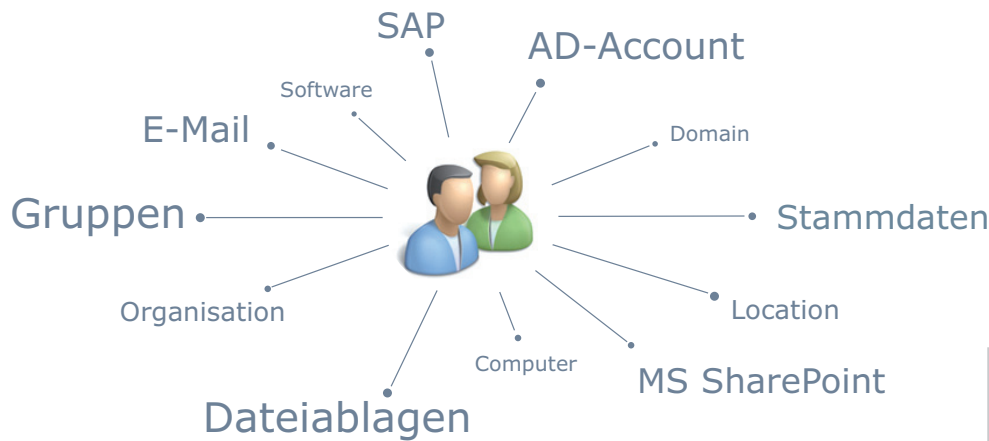 SAP
AD-Account
Software
E-Mail
Domain
Gruppen
Stammdaten
Organisation
Location
Computer
MS SharePoint
Dateiablagen